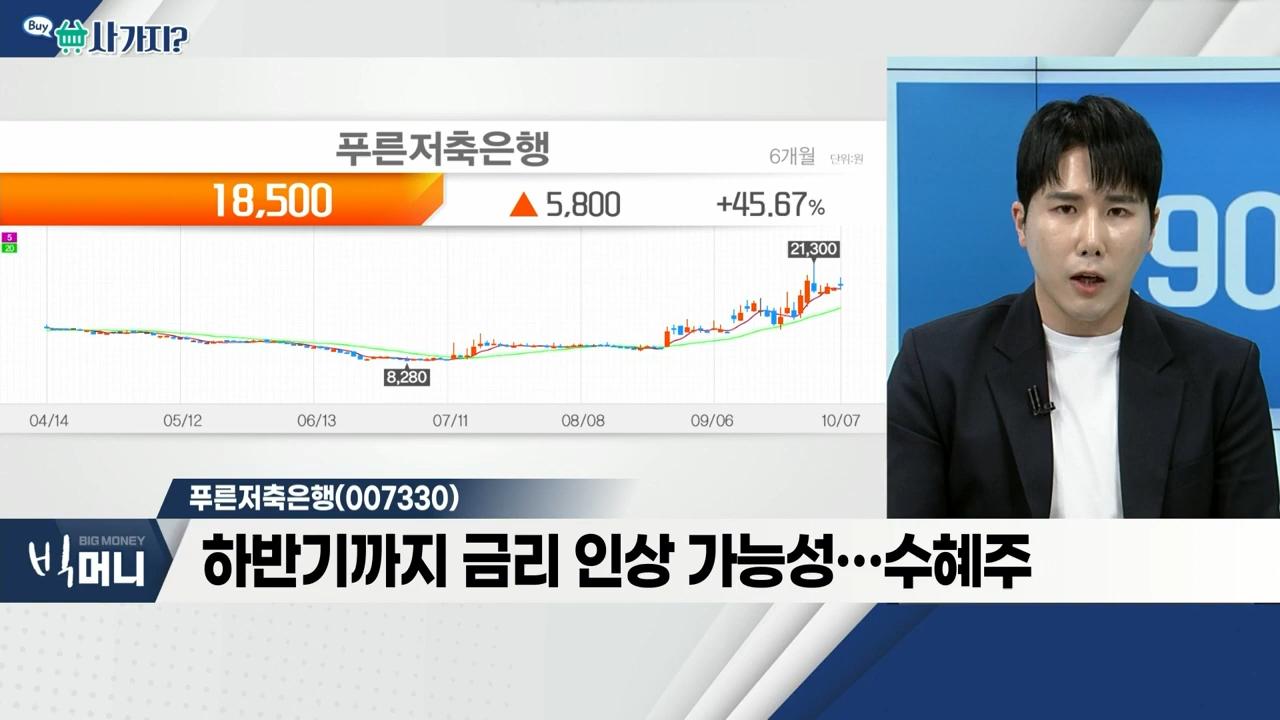 Buy
사 가지?
푸른저축은행
6개월 단위:원
18,500 ▲ 5,800 +45.67%
5
20
21,300
8,280
04/14 05/12 06/13 07/11 08/08 09/06 10/07
90
푸른저축은행(007330)
BIG MONEY
빅머니
하반기까지 금리 인상 가능성…수혜주